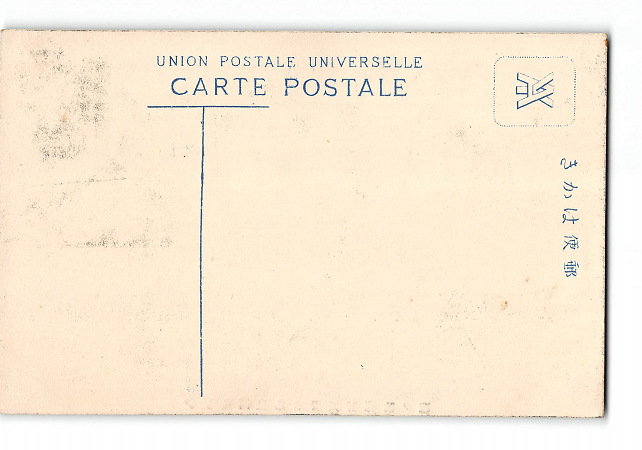 UNION POSTALE UNIVERSELLE
CARTE POSTALE
きかは便郵